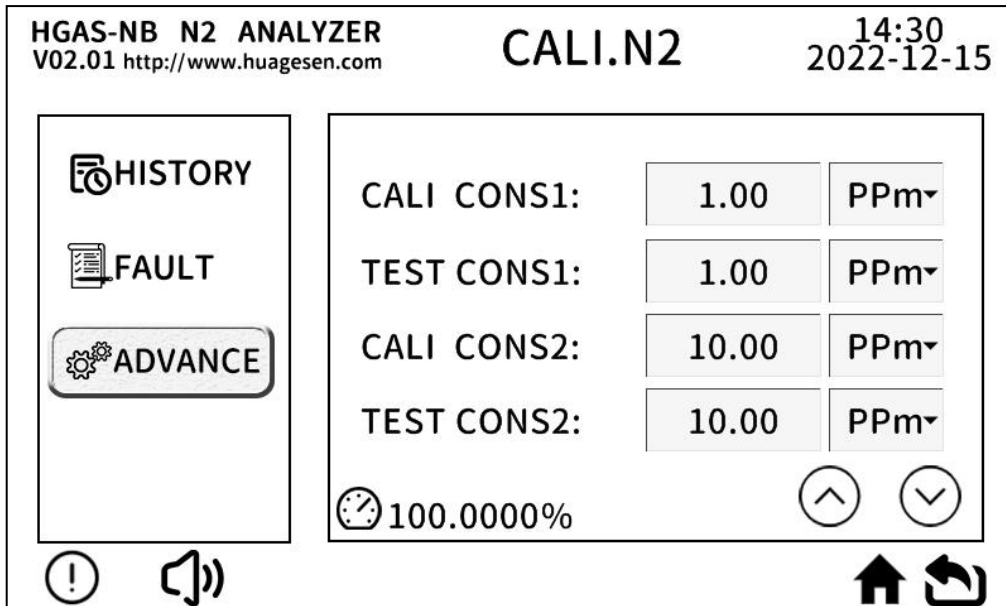 HGAS-NB N2 ANALYZER
V02.01 http://www.huagesen.com
CALI.N2
14:30
2022-12-15
HISTORY
FAULT
ADVANCE
CALI CONS1: 1.00 PPm
TEST CONS1: 1.00 PPm
CALI CONS2: 10.00 PPm
TEST CONS2: 10.00 PPm
100.0000%